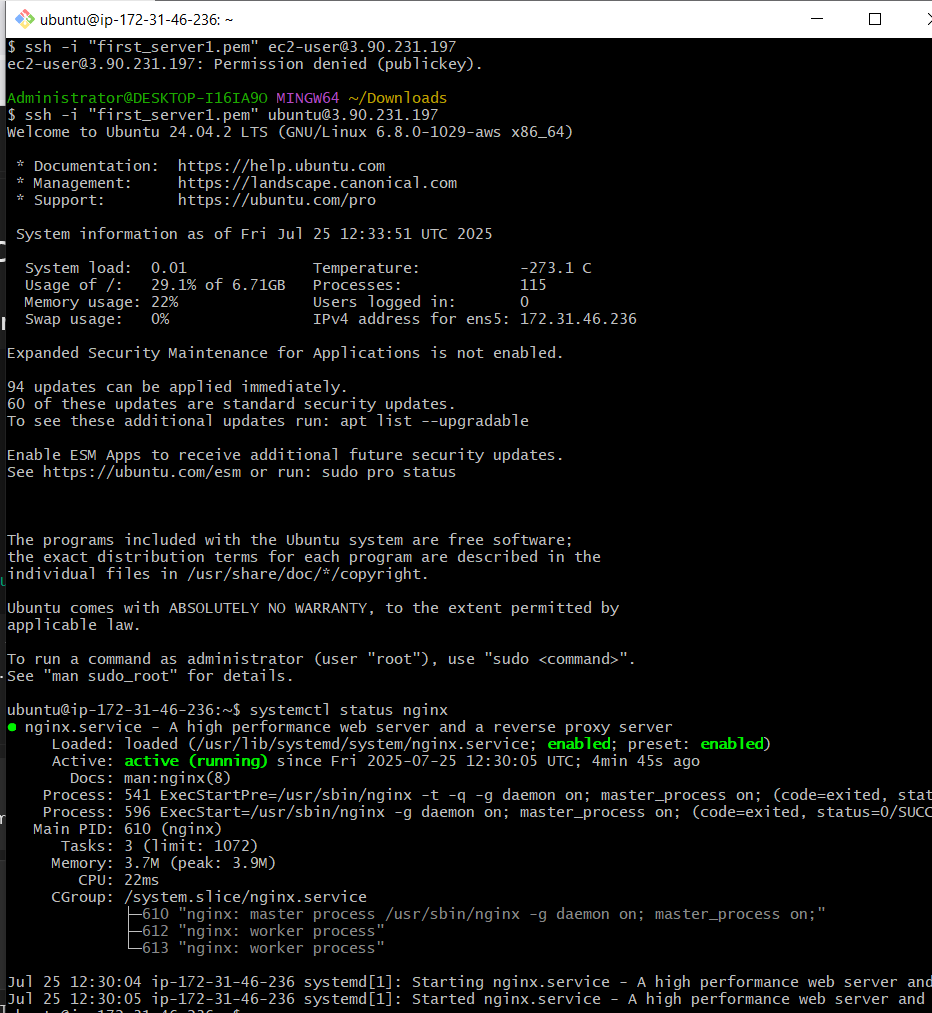 ubuntu@ip-172-31-46-236: ~
$ ssh -i "first_server1.pem" ec2-user@3.90.231.197
ec2-user@3.90.231.197: Permission denied (publickey).
Administrator@DESKTOP-I16IA9O MINGW64 ~/Downloads
$ ssh -i "first_server1.pem" ubuntu@3.90.231.197
Welcome to Ubuntu 24.04.2 LTS (GNU/Linux 6.8.0-1029-aws x86_64)
* Documentation:  https://help.ubuntu.com
* Management:     https://landscape.canonical.com
* Support:        https://ubuntu.com/pro
System information as of Fri Jul 25 12:33:51 UTC 2025
System load:  0.01               Temperature:           -273.1 C
Usage of /:   29.1% of 6.71GB   Processes:             115
Memory usage: 22%               Users logged in:       0
Swap usage:   0%                IPv4 address for ens5: 172.31.46.236
Expanded Security Maintenance for Applications is not enabled.
94 updates can be applied immediately.
60 of these updates are standard security updates.
To see these additional updates run: apt list --upgradable
Enable ESM Apps to receive additional future security updates.
See https://ubuntu.com/esm or run: sudo pro status
The programs included with the Ubuntu system are free software;
the exact distribution terms for each program are described in the
individual files in /usr/share/doc/*/copyright.
Ubuntu comes with ABSOLUTELY NO WARRANTY, to the extent permitted by
applicable law.
To run a command as administrator (user "root"), use "sudo <command>".
See "man sudo_root" for details.
ubuntu@ip-172-31-46-236:~$ systemctl status nginx
● nginx.service - A high performance web server and a reverse proxy server
Loaded: loaded (/usr/lib/systemd/system/nginx.service; enabled; preset: enabled)
Active: active (running) since Fri 2025-07-25 12:30:05 UTC; 4min 45s ago
Docs: man:nginx(8)
Process: 541 ExecStartPre=/usr/sbin/nginx -t -q -g daemon on; master_process on; (code=exited, stat
Process: 596 ExecStart=/usr/sbin/nginx -g daemon on; master_process on; (code=exited, status=0/SUCC
Main PID: 610 (nginx)
Tasks: 3 (limit: 1072)
Memory: 3.7M (peak: 3.9M)
CPU: 22ms
CGroup: /system.slice/nginx.service
├─610 "nginx: master process /usr/sbin/nginx -g daemon on; master_process on;"
├─612 "nginx: worker process"
└─613 "nginx: worker process"
Jul 25 12:30:04 ip-172-31-46-236 systemd[1]: Starting nginx.service - A high performance web server and
Jul 25 12:30:05 ip-172-31-46-236 systemd[1]: Started nginx.service - A high performance web server and